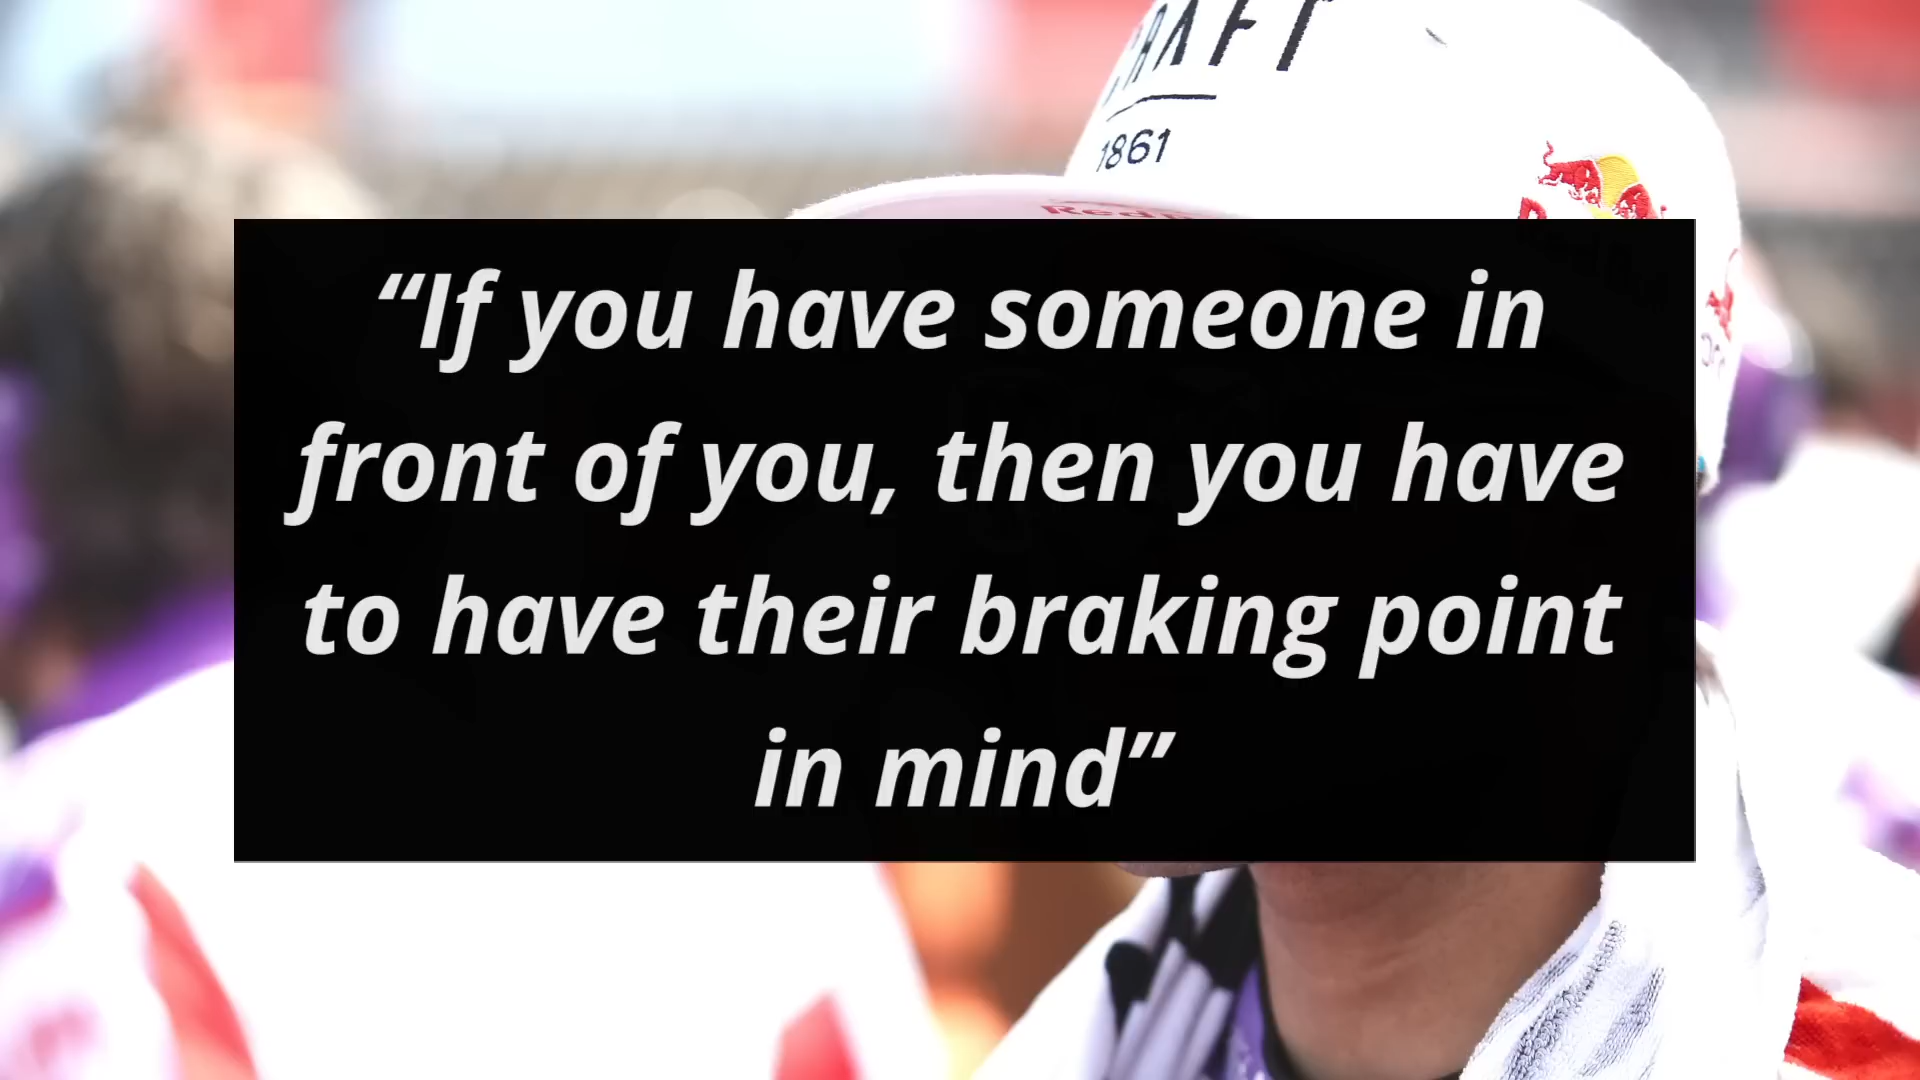 1861
“If you have someone in
front of you, then you have
to have their braking point
in mind”